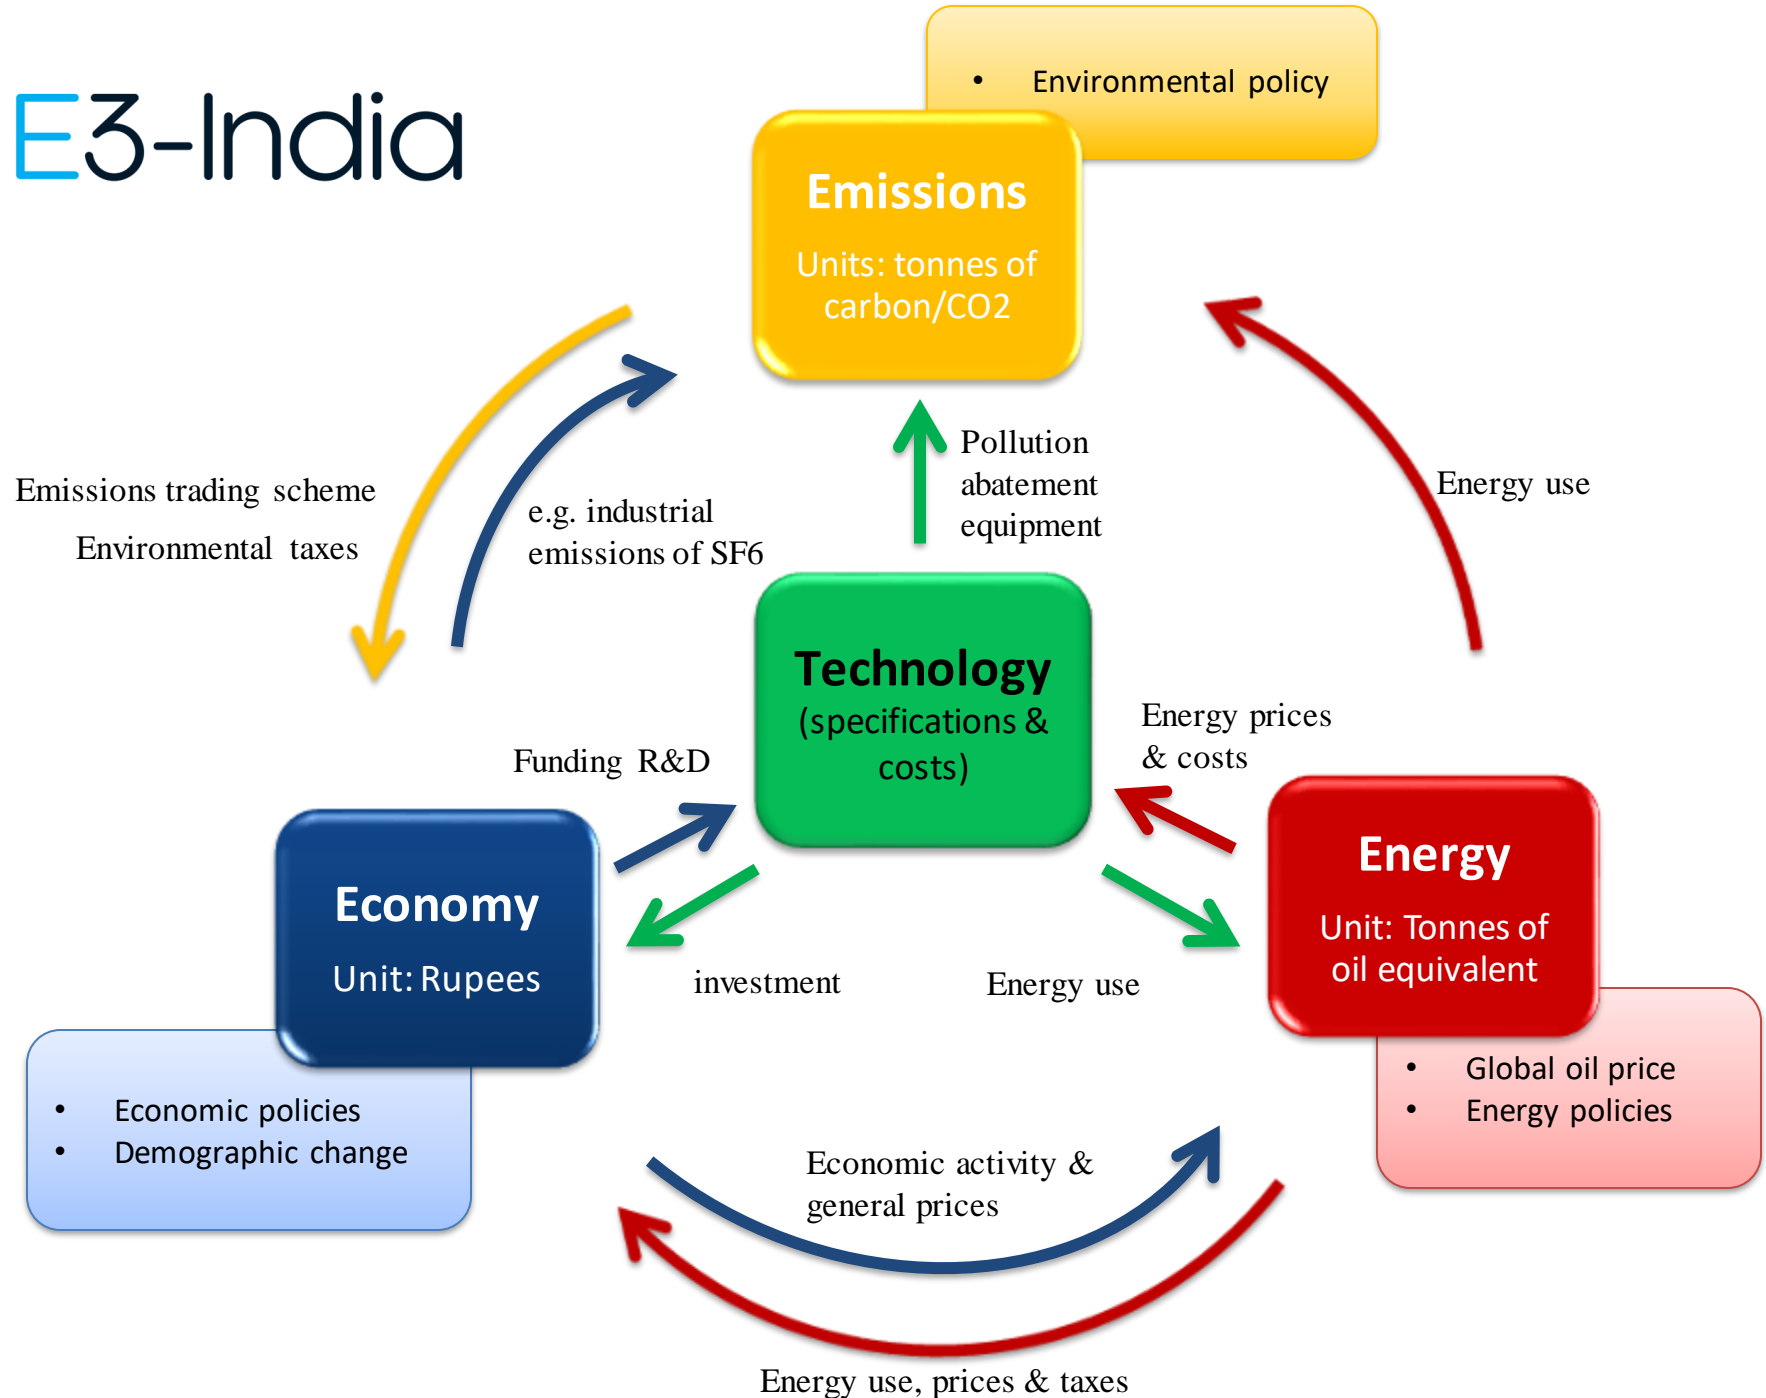 E3-India
• Environmental policy
Emissions
Units: tonnes of
carbon/CO2
Emissions trading scheme
Environmental taxes
e.g. industrial
emissions of SF6
Pollution
abatement
equipment
Energy use
Technology
(specifications &
costs)
Funding R&D
Energy prices
& costs
Economy
Unit: Rupees
Energy
Unit: Tonnes of
oil equivalent
investment
Energy use
• Economic policies
• Demographic change
• Global oil price
• Energy policies
Economic activity &
general prices
Energy use, prices & taxes